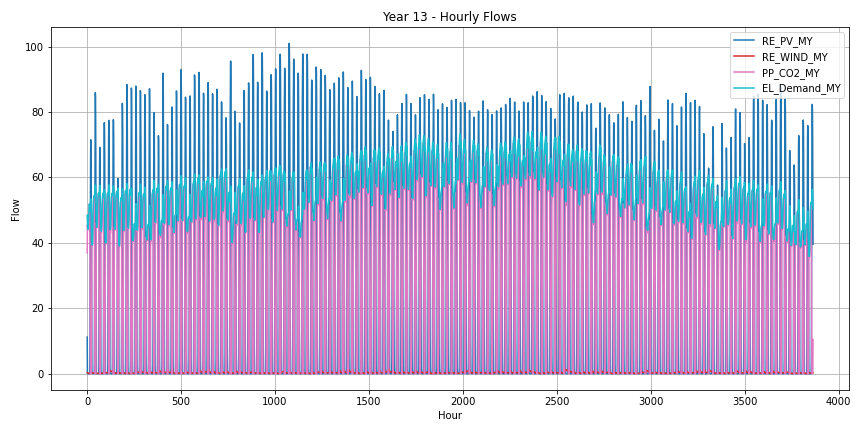 Year 13 - Hourly Flows
RE_PV_MY
RE_WIND_MY
PP_CO2_MY
EL_Demand_MY
Flow
100
80
60
40
20
0
0 500 1000 1500 2000 2500 3000 3500 4000
Hour